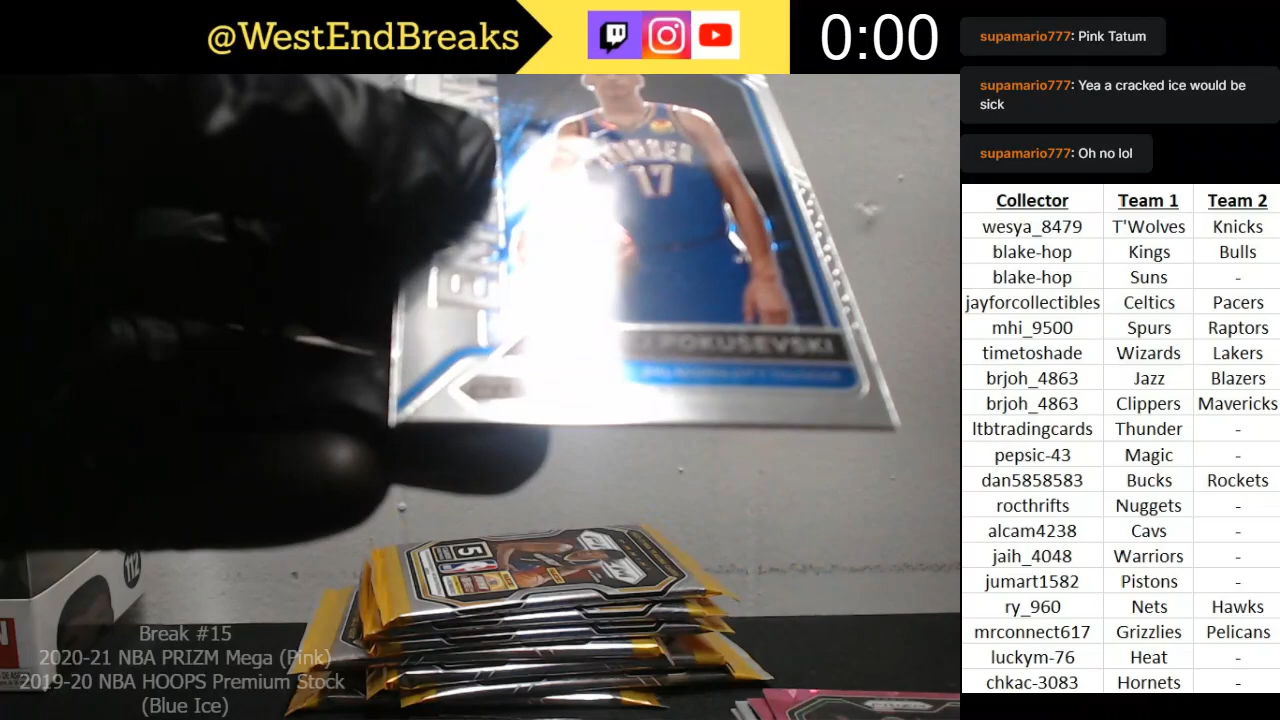 @WestEndBreaks
0:00
supamario777: Pink Tatum
supamario777: Yea a cracked ice would be
sick
supamario777: Oh no lol
Collector Team 1 Team 2
wesya_8479 T'Wolves Knicks
blake-hop Kings Bulls
blake-hop Suns -
jayforcollectibles Celtics Pacers
mhi_9500 Spurs Raptors
timetoshade Wizards Lakers
brjoh_4863 Jazz Blazers
brjoh_4863 Clippers Mavericks
ltbtradingcards Thunder -
pepsic-43 Magic -
dan5858583 Bucks Rockets
rocthrifts Nuggets -
alcam4238 Cavs -
jaih_4048 Warriors -
jumart1582 Pistons -
ry_960 Nets Hawks
mrconnect617 Grizzlies Pelicans
luckym-76 Heat -
chkac-3083 Hornets -
THUNDER
17
POKUSEVSKI
5
112
Break #15
2020-21 NBA PRIZM Mega (Pink)
2019-20 NBA HOOPS Premium Stock
(Blue Ice)